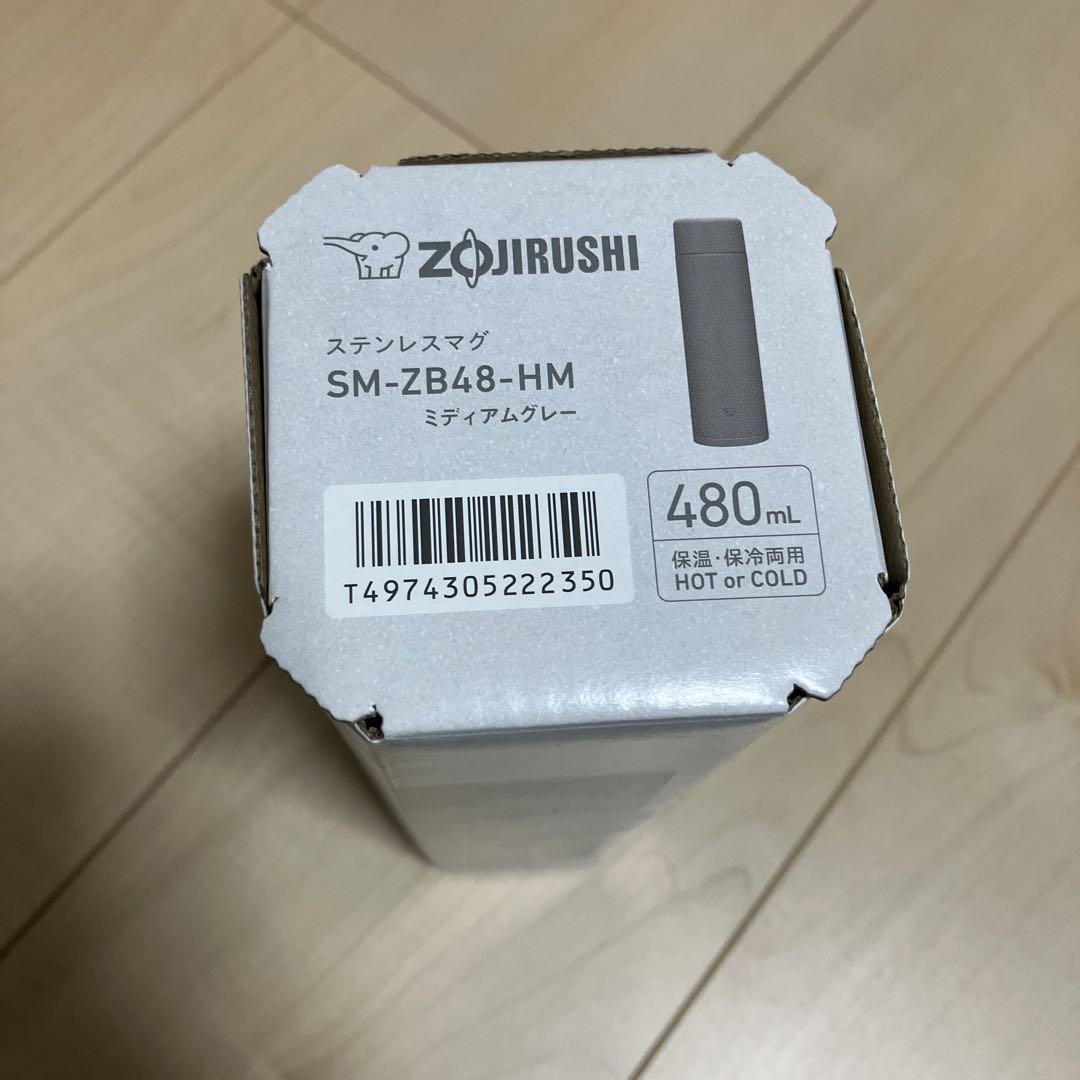 ZOJIRUSHI
ステンレスマグ
SM-ZB48-HM
ミディアムグレー
T4974305222350
480mL
保温・保冷両用
HOT or COLD